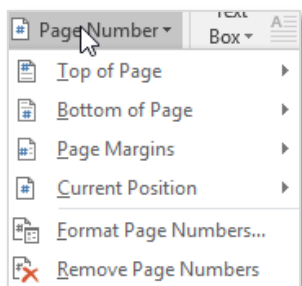 Page Number
Text
Box
Top of Page
Bottom of Page
Page Margins
Current Position
Format Page Numbers...
Remove Page Numbers